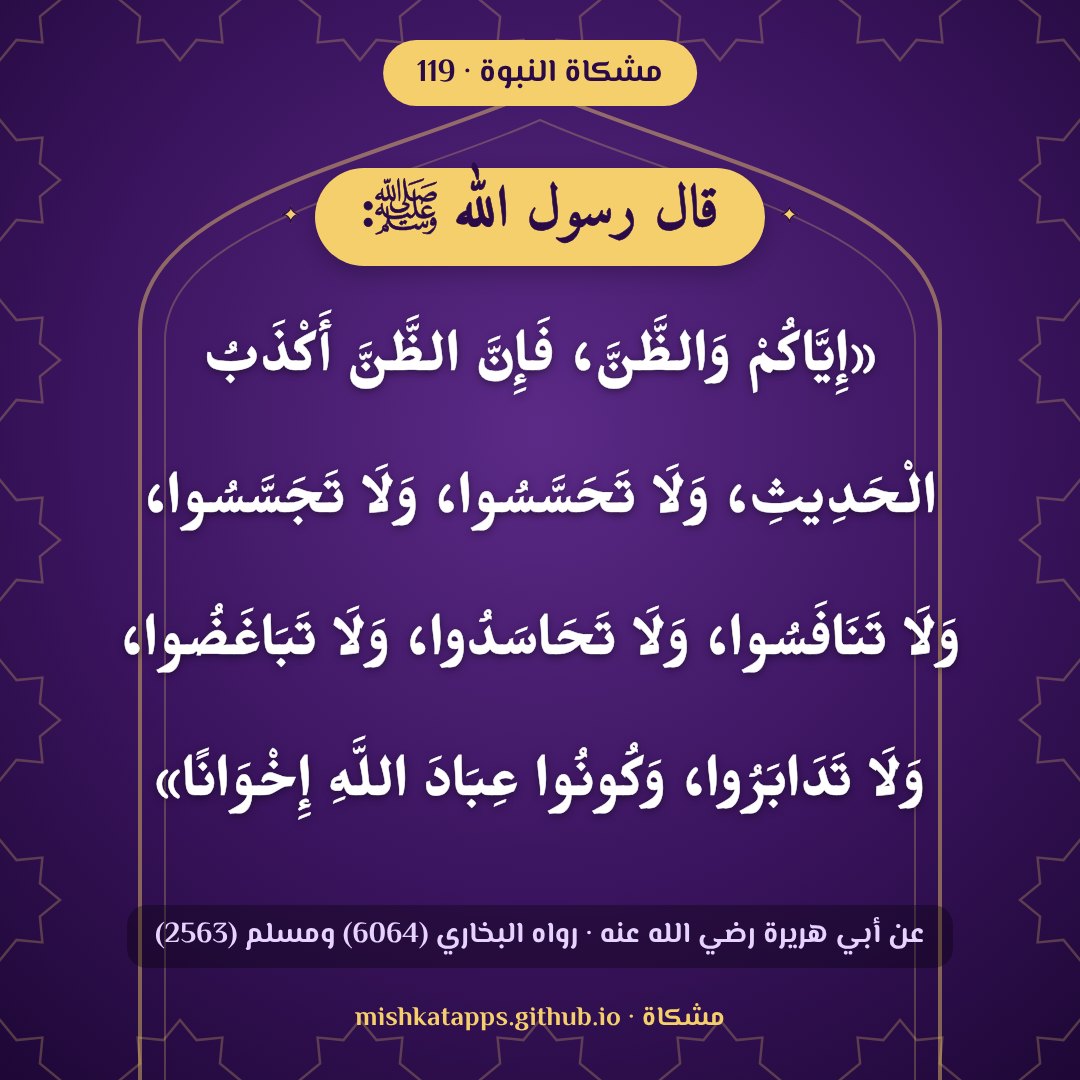 مشكاة النبوة · 119
قال رسول الله ﷺ:
«إِيَّاكُمْ وَالظَّنَّ، فَإِنَّ الظَّنَّ أَكْذَبُ
الْحَدِيثِ، وَلَا تَحَسَّسُوا، وَلَا تَجَسَّسُوا،
وَلَا تَنَافَسُوا، وَلَا تَحَاسَدُوا، وَلَا تَبَاغَضُوا،
وَلَا تَدَابَرُوا، وَكُونُوا عِبَادَ اللَّهِ إِخْوَانًا»
عن أبي هريرة رضي الله عنه · رواه البخاري (6064) ومسلم (2563)
مشكاة · mishkatapps.github.io